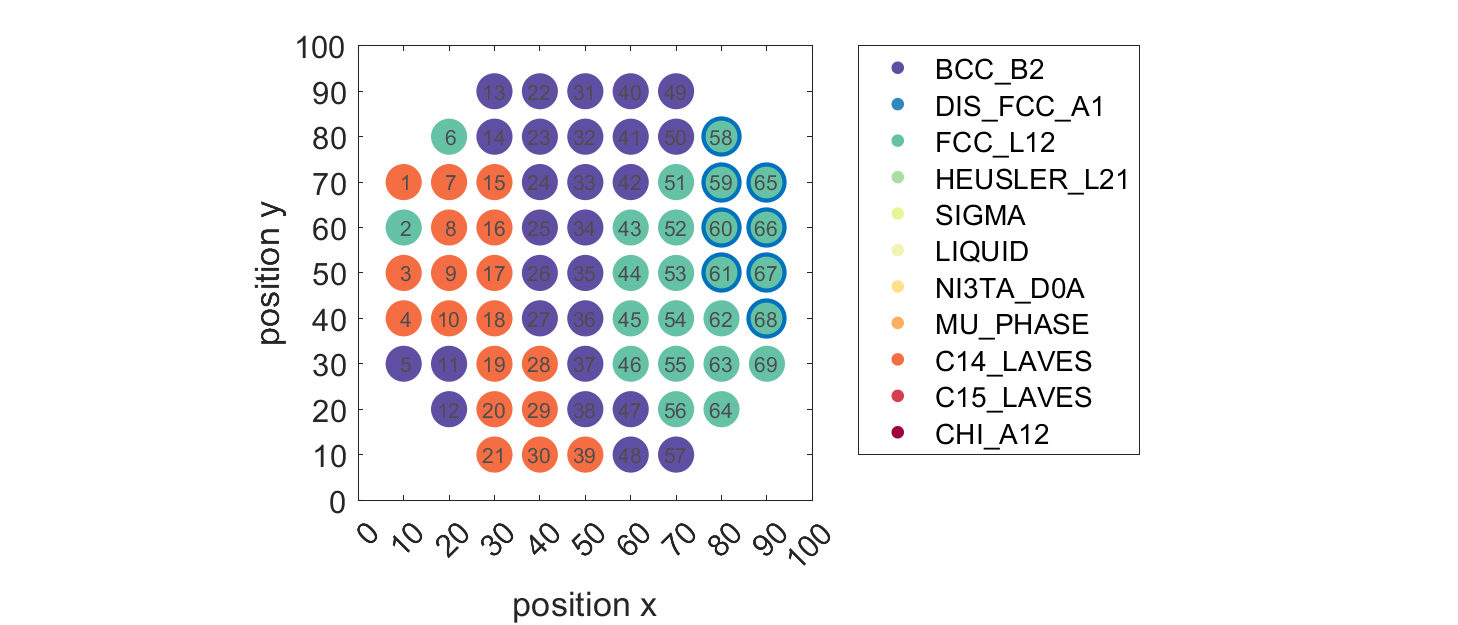 100
90
80
70
60
50
40
30
20
10
0
position y
13 22 31 40 49
6 14 23 32 41 50 58
1 7 15 24 33 42 51 59 65
2 8 16 25 34 43 52 60 66
3 9 17 26 35 44 53 61 67
4 10 18 27 36 45 54 62 68
5 11 19 28 37 46 55 63 69
12 20 29 38 47 56 64
21 30 39 48 57
0 10 20 30 40 50 60 70 80 90 100
position x
BCC_B2
DIS_FCC_A1
FCC_L12
HEUSLER_L21
SIGMA
LIQUID
NI3TA_D0A
MU_PHASE
C14_LAVES
C15_LAVES
CHI_A12